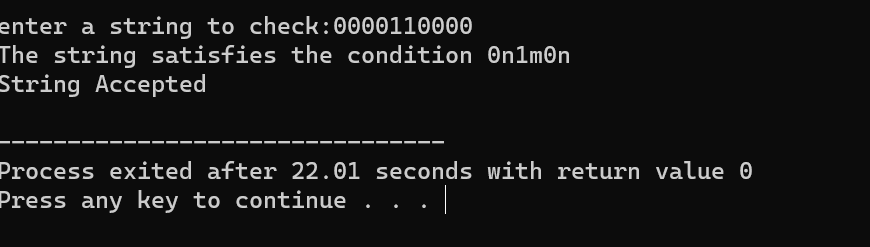 enter a string to check:0000110000
The string satisfies the condition 0n1m0n
String Accepted
--------------------------------
Process exited after 22.01 seconds with return value 0
Press any key to continue . . .